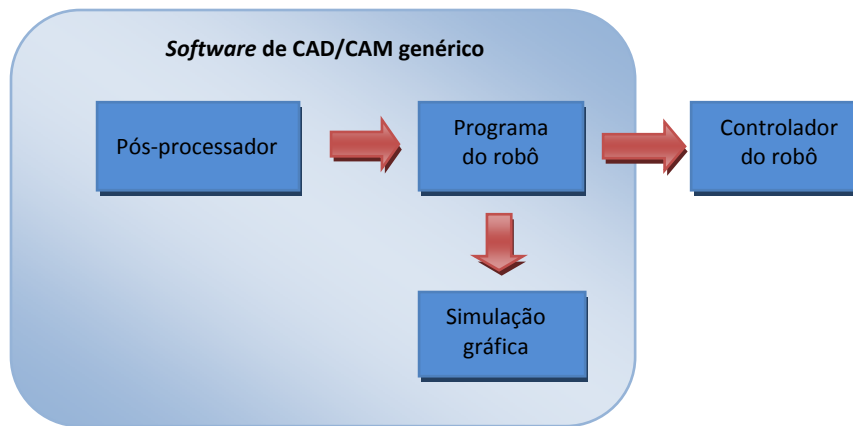 Software de CAD/CAM genérico
Pós-processador
Programa
do robô
Controlador
do robô
Simulação
gráfica